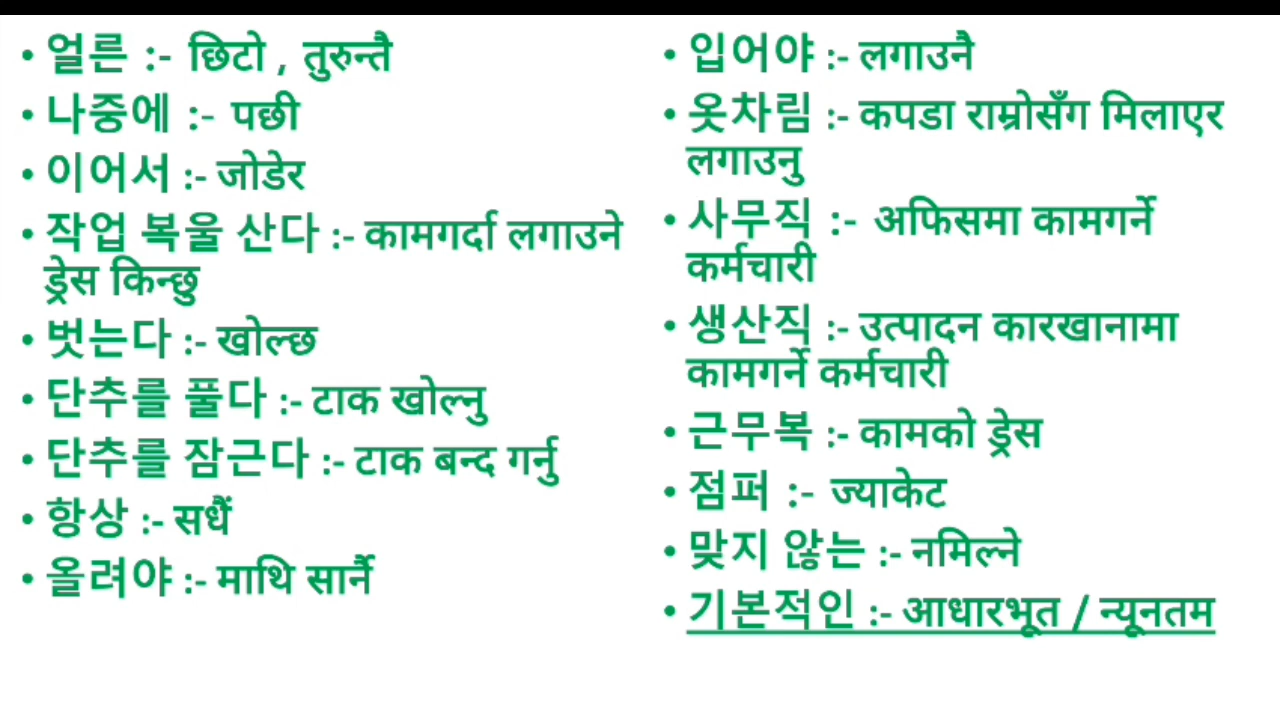 • 얼른 :- छिटो , तुरुन्तै
• 나중에 :- पछी
• 이어서 :- जोडेर
• 작업 복울 산다 :- कामगर्दा लगाउने
ड्रेस किन्छु
• 벗는다 :- खोल्छ
• 단추를 풀다 :- टाक खोल्नु
• 단추를 잠근다 :- टाक बन्द गर्नु
• 항상 :- सधैं
• 올려야 :- माथि सार्नै
• 입어야 :- लगाउनै
• 옷차림 :- कपडा राम्रोसँग मिलाएर
लगाउनु
• 사무직 :- अफिसमा कामगर्ने
कर्मचारी
• 생산직 :- उत्पादन कारखानामा
कामगर्ने कर्मचारी
• 근무복 :- कामको ड्रेस
• 점퍼 :- ज्याकेट
• 맞지 않는 :- नमिल्ने
• 기본적인 :- आधारभूत / न्यूनतम